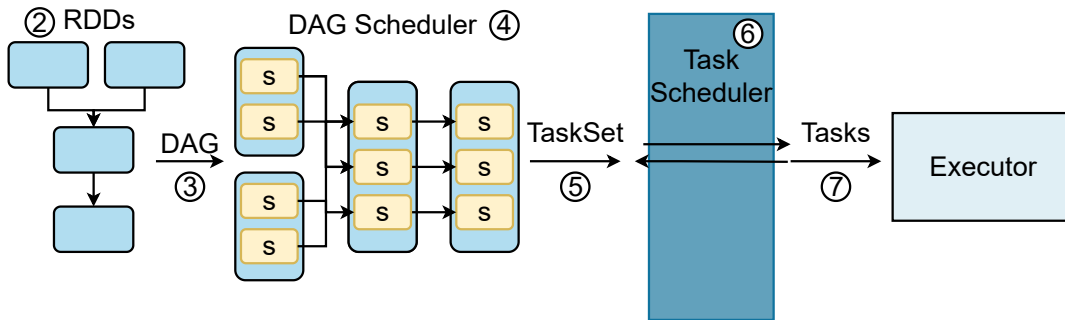 ② RDDs
DAG
③
DAG Scheduler ④
s
s
s
s
s
s
s
s
s
s
TaskSet
⑤
⑥
Task
Scheduler
Tasks
⑦
Executor